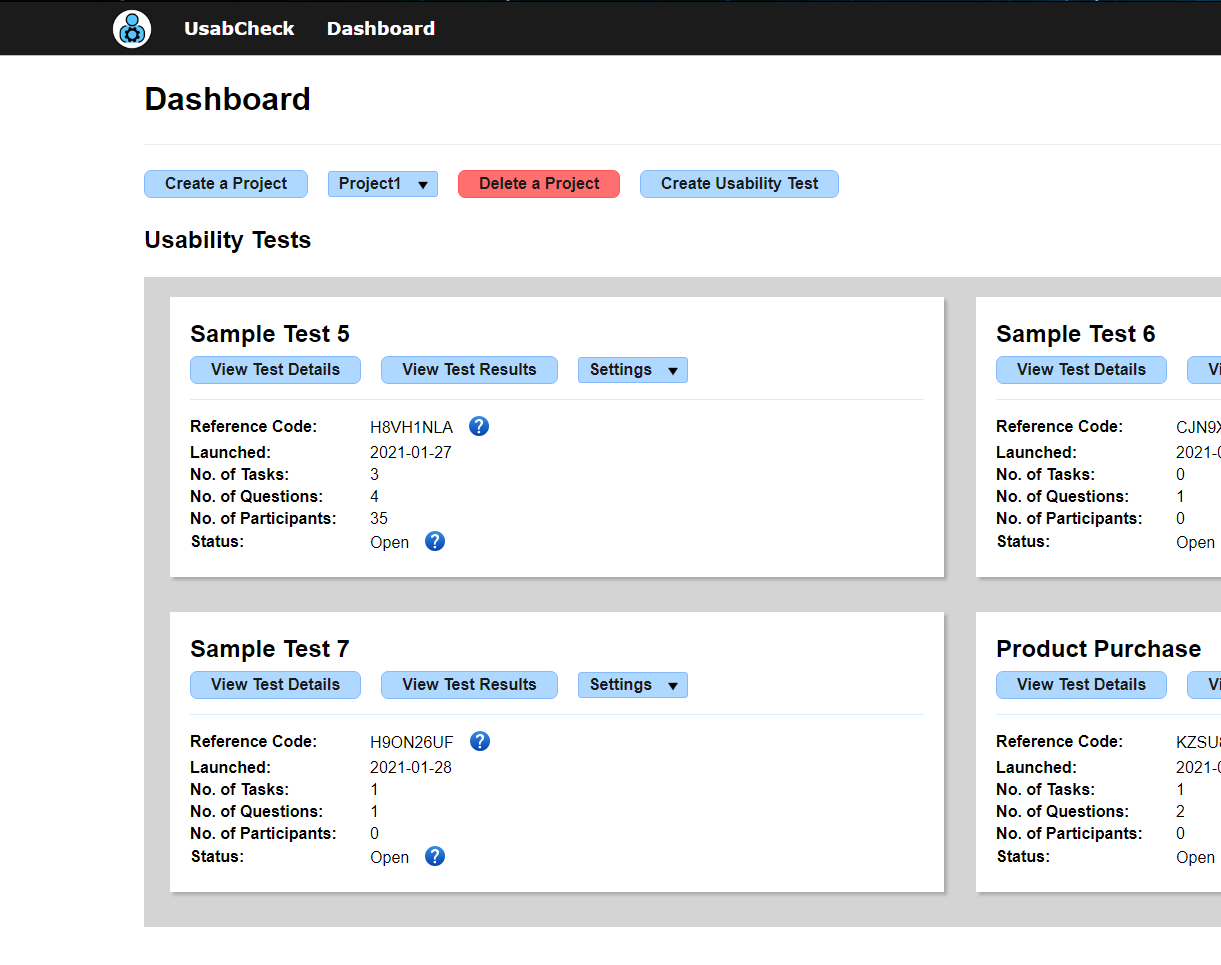 UsabCheck Dashboard
Dashboard
Create a Project Project1 Delete a Project Create Usability Test
Usability Tests
Sample Test 5
View Test Details View Test Results Settings
Reference Code: H8VH1NLA
Launched: 2021-01-27
No. of Tasks: 3
No. of Questions: 4
No. of Participants: 35
Status: Open
Sample Test 6
View Test Details
Reference Code:
Launched:
No. of Tasks: 0
No. of Questions: 1
No. of Participants: 0
Status: Open
Sample Test 7
View Test Details View Test Results Settings
Reference Code: H9ON26UF
Launched: 2021-01-28
No. of Tasks: 1
No. of Questions: 1
No. of Participants: 0
Status: Open
Product Purchase
View Test Details
Reference Code:
Launched:
No. of Tasks: 1
No. of Questions: 2
No. of Participants: 0
Status: Open